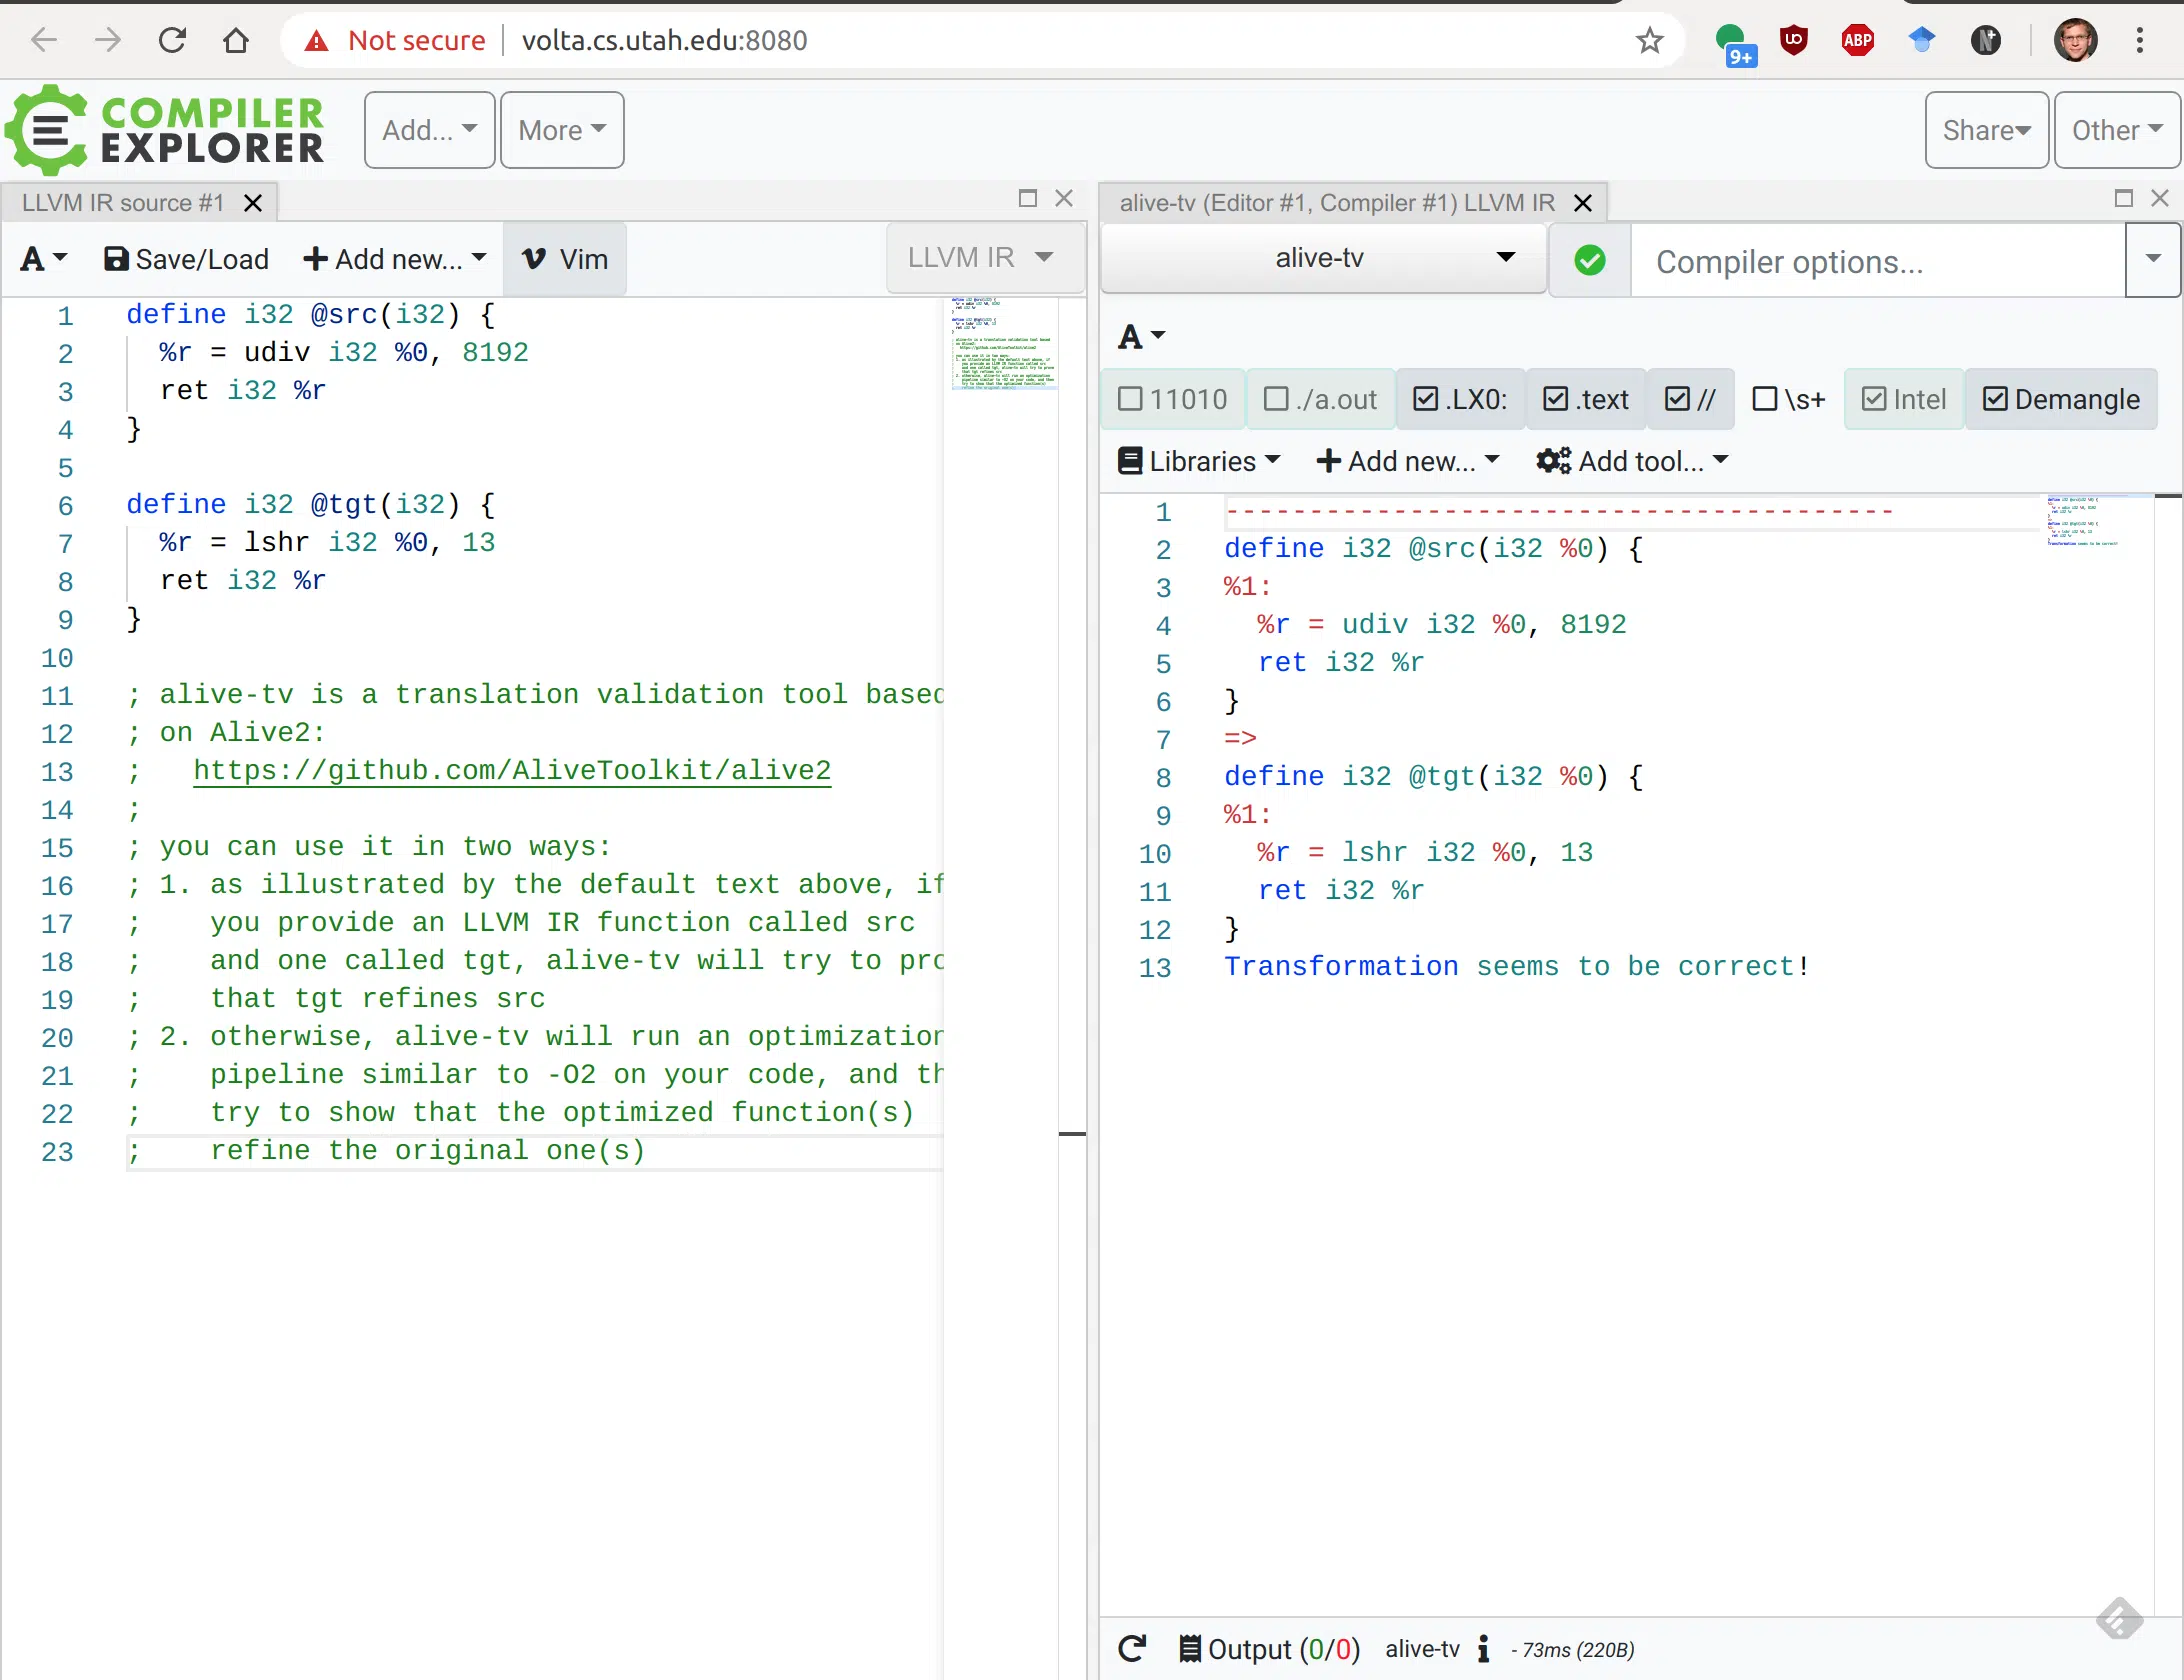 Not secure volta.cs.utah.edu:8080
9+ UO ABP N+
COMPILER
EXPLORER
Add... More Share Other
LLVM IR source #1
A Save/Load Add new... Vim LLVM IR
1 define i32 @src(i32) {
2 %r = udiv i32 %0, 8192
3 ret i32 %r
4 }
5
6 define i32 @tgt(i32) {
7 %r = lshr i32 %0, 13
8 ret i32 %r
9 }
10
11 ; alive-tv is a translation validation tool based
12 ; on Alive2:
13 ; https://github.com/AliveToolkit/alive2
14 ;
15 ; you can use it in two ways:
16 ; 1. as illustrated by the default text above, if
17 ; you provide an LLVM IR function called src
18 ; and one called tgt, alive-tv will try to pro
19 ; that tgt refines src
20 ; 2. otherwise, alive-tv will run an optimization
21 ; pipeline similar to -O2 on your code, and th
22 ; try to show that the optimized function(s)
23 ; refine the original one(s)
alive-tv (Editor #1, Compiler #1) LLVM IR
alive-tv Compiler options...
A
11010 ./a.out .LX0: .text // \s+ Intel Demangle
Libraries Add new... Add tool...
1 ----------------------------------------
2 define i32 @src(i32 %0) {
3 %1:
4 %r = udiv i32 %0, 8192
5 ret i32 %r
6 }
7 =>
8 define i32 @tgt(i32 %0) {
9 %1:
10 %r = lshr i32 %0, 13
11 ret i32 %r
12 }
13 Transformation seems to be correct!
Output (0/0) alive-tv i - 73ms (220B)